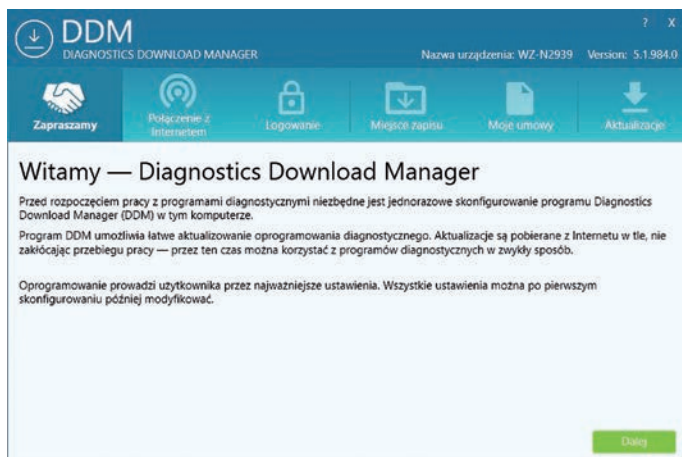 DDM
DIAGNOSTICS DOWNLOAD MANAGER
? X
Nazwa urządzenia: WZ-N2939 Version: 5.1.984.0
Zapraszamy
Połączenie z
Internetem
Logowanie
Miejsce zapisu
Moje umowy
Aktualizacje
Witamy — Diagnostics Download Manager
Przed rozpoczęciem pracy z programami diagnostycznymi niezbędne jest jednorazowe skonfigurowanie programu Diagnostics
Download Manager (DDM) w tym komputerze.
Program DDM umożliwia łatwe aktualizowanie oprogramowania diagnostycznego. Aktualizacje są pobierane z Internetu w tle, nie
zakłócając przebiegu pracy — przez ten czas można korzystać z programów diagnostycznych w zwykły sposób.
Oprogramowanie prowadzi użytkownika przez najważniejsze ustawienia. Wszystkie ustawienia można po pierwszym
skonfigurowaniu później modyfikować.
Dalej